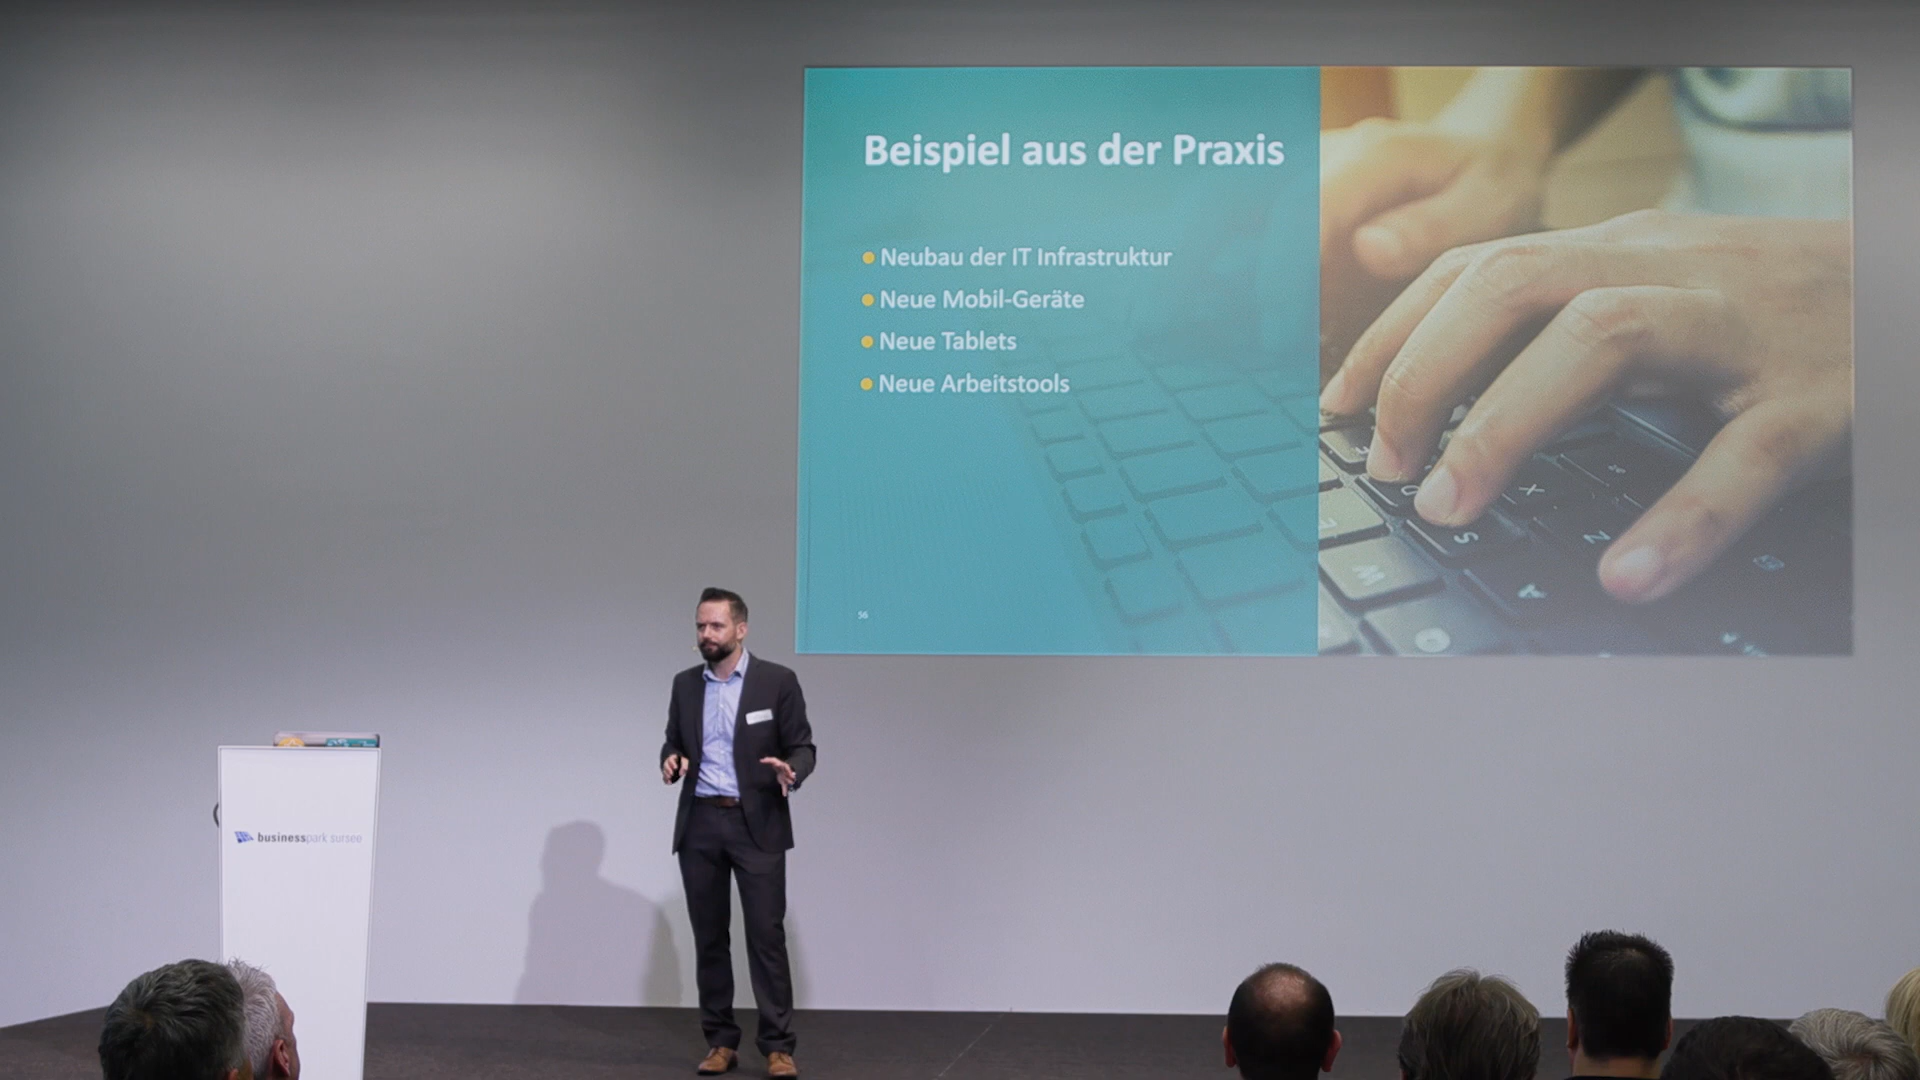 Beispiel aus der Praxis
Neubau der IT Infrastruktur
Neue Mobil-Geräte
Neue Tablets
Neue Arbeitstools
56
businesspark sursee